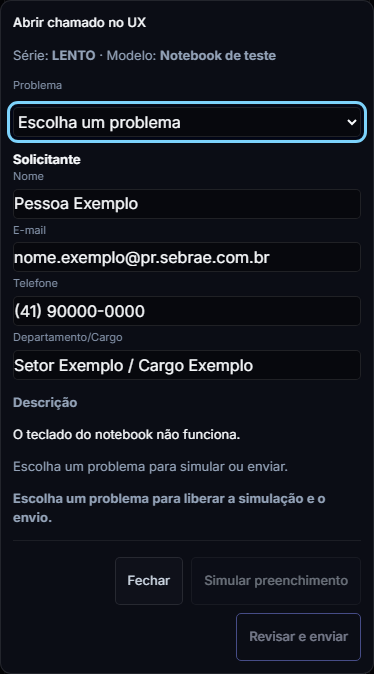 Abrir chamado no UX
Série: LENTO · Modelo: Notebook de teste
Problema
Escolha um problema
Solicitante
Nome
Pessoa Exemplo
E-mail
nome.exemplo@pr.sebrae.com.br
Telefone
(41) 90000-0000
Departamento/Cargo
Setor Exemplo / Cargo Exemplo
Descrição
O teclado do notebook não funciona.
Escolha um problema para simular ou enviar.
Escolha um problema para liberar a simulação e o
envio.
Fechar
Simular preenchimento
Revisar e enviar